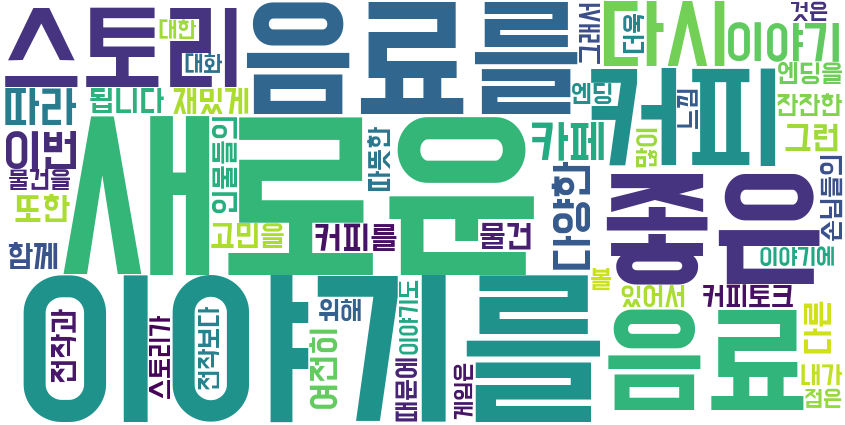 스토리
대한
대화
음료를
그래서
더욱
다시
것은
이야기
따라
됩니다
재밌게
엔딩
커피
느낌
엔딩을
잔잔한
이번
물건을
새로운
인물들의
따뜻한
카페
많이
그런
또한
함께
고민을
커피를
물건
다양한
좋은
손님들의
이야기에
이야기를
전작과
스토리가
전작보다
위해
여전히
이야기도
때문에
게임은
음료
볼
있어서
커피토크
다른
내가
점은